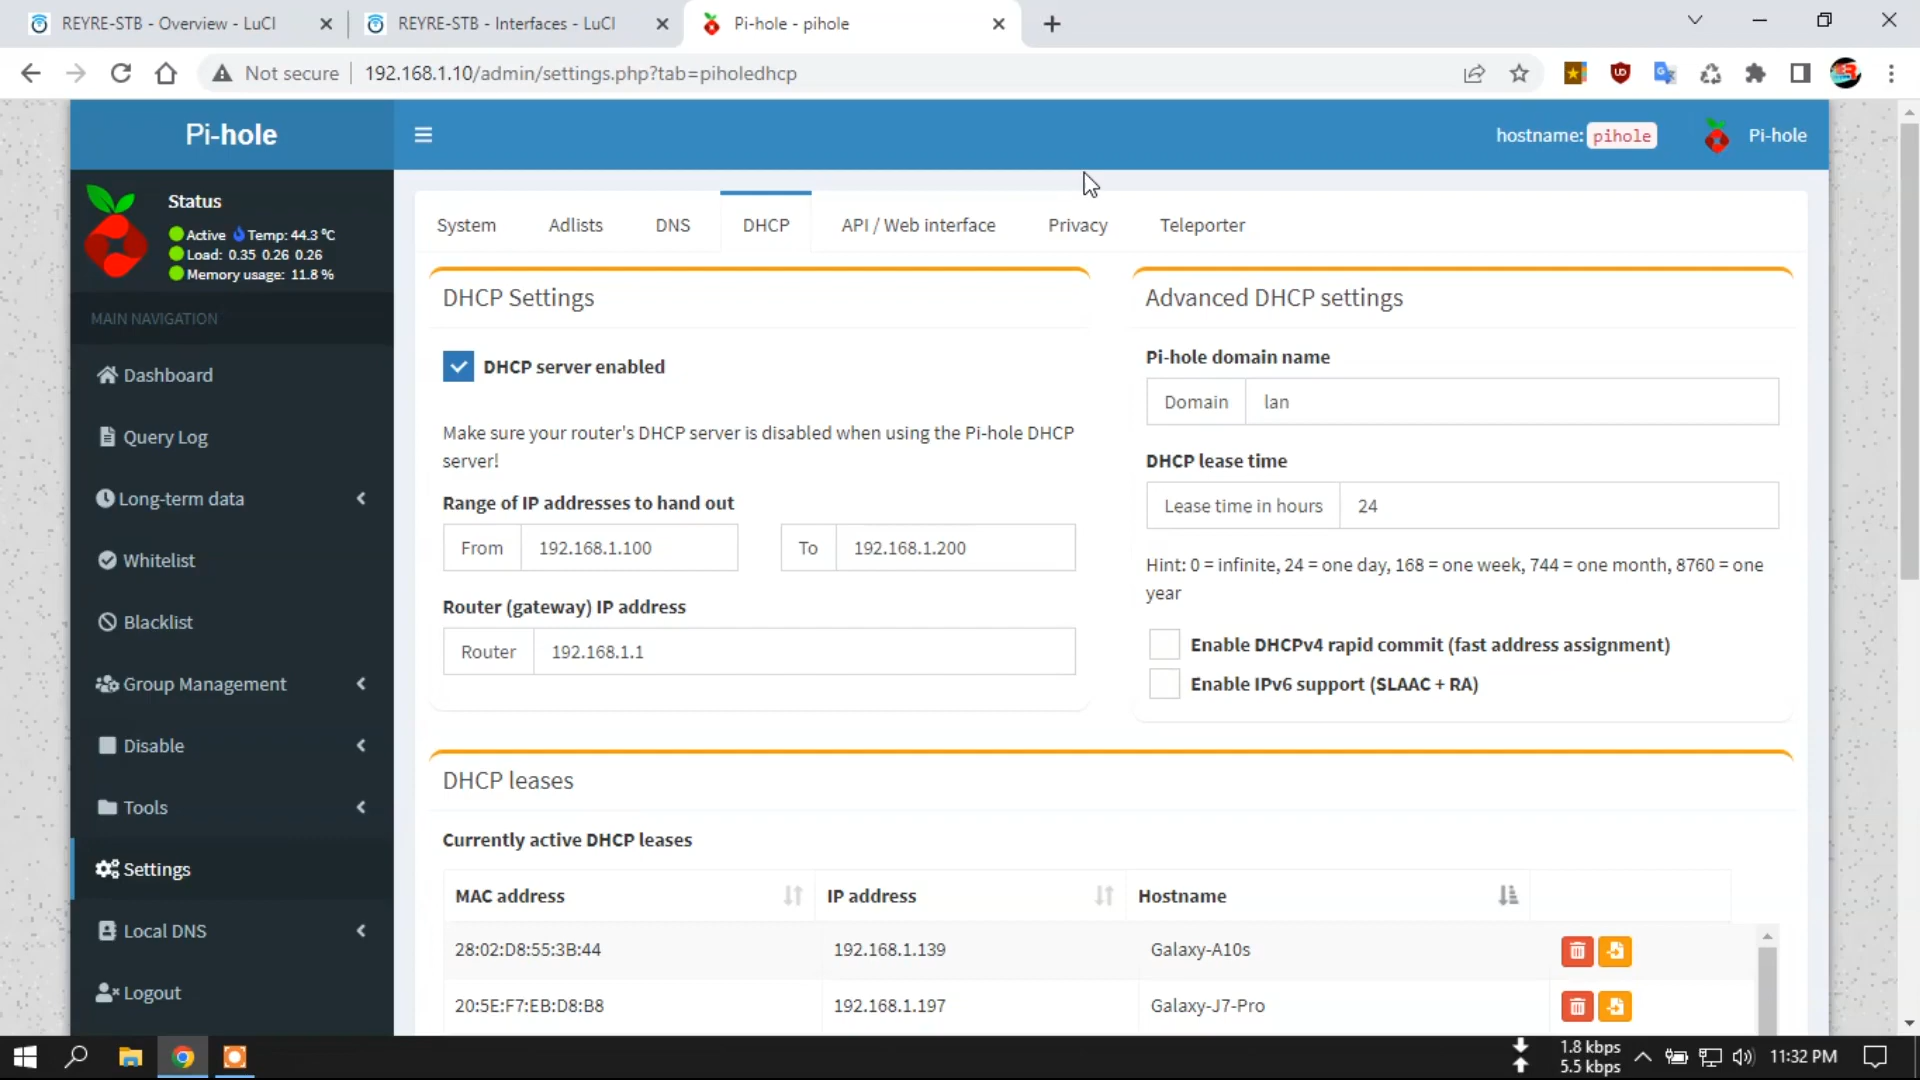 REYRE-STB - Overview - LuCI
REYRE-STB - Interfaces - LuCI
Pi-hole - pihole
Not secure
192.168.1.10/admin/settings.php?tab=piholedhcp
Pi-hole
hostname: pihole
Pi-hole
Status
Active Temp: 44.3 °C
Load: 0.35 0.26 0.26
Memory usage: 11.8 %
MAIN NAVIGATION
Dashboard
Query Log
Long-term data
Whitelist
Blacklist
Group Management
Disable
Tools
Settings
Local DNS
Logout
System
Adlists
DNS
DHCP
API / Web interface
Privacy
Teleporter
DHCP Settings
DHCP server enabled
Make sure your router's DHCP server is disabled when using the Pi-hole DHCP
server!
Range of IP addresses to hand out
From 192.168.1.100
To 192.168.1.200
Router (gateway) IP address
Router 192.168.1.1
Advanced DHCP settings
Pi-hole domain name
Domain lan
DHCP lease time
Lease time in hours 24
Hint: 0 = infinite, 24 = one day, 168 = one week, 744 = one month, 8760 = one
year
Enable DHCPv4 rapid commit (fast address assignment)
Enable IPv6 support (SLAAC + RA)
DHCP leases
Currently active DHCP leases
MAC address IP address Hostname
28:02:D8:55:3B:44 192.168.1.139 Galaxy-A10s
20:5E:F7:EB:D8:B8 192.168.1.197 Galaxy-J7-Pro
1.8 kbps
5.5 kbps
11:32 PM